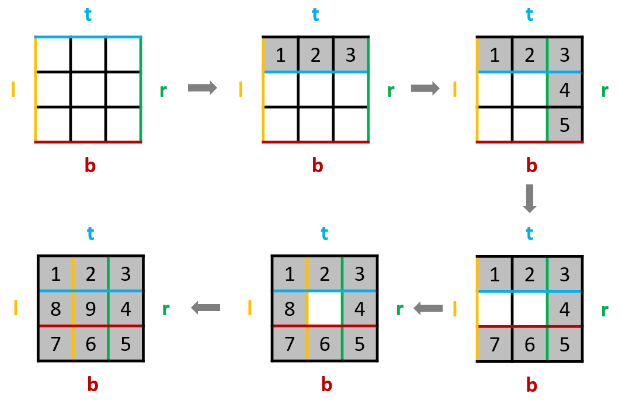 t t t
1 2 3 1 2 3
l r l r l 4 r
5
b b b
t t t
1 2 3 1 2 3 1 2 3
l 8 9 4 r l 8 4 r l 4 r
7 6 5 7 6 5 7 6 5
b b b